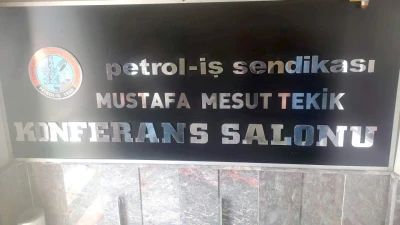 petrol-iş sendikası
MUSTAFA MESUT TEKİK
KONFERANS SALONU